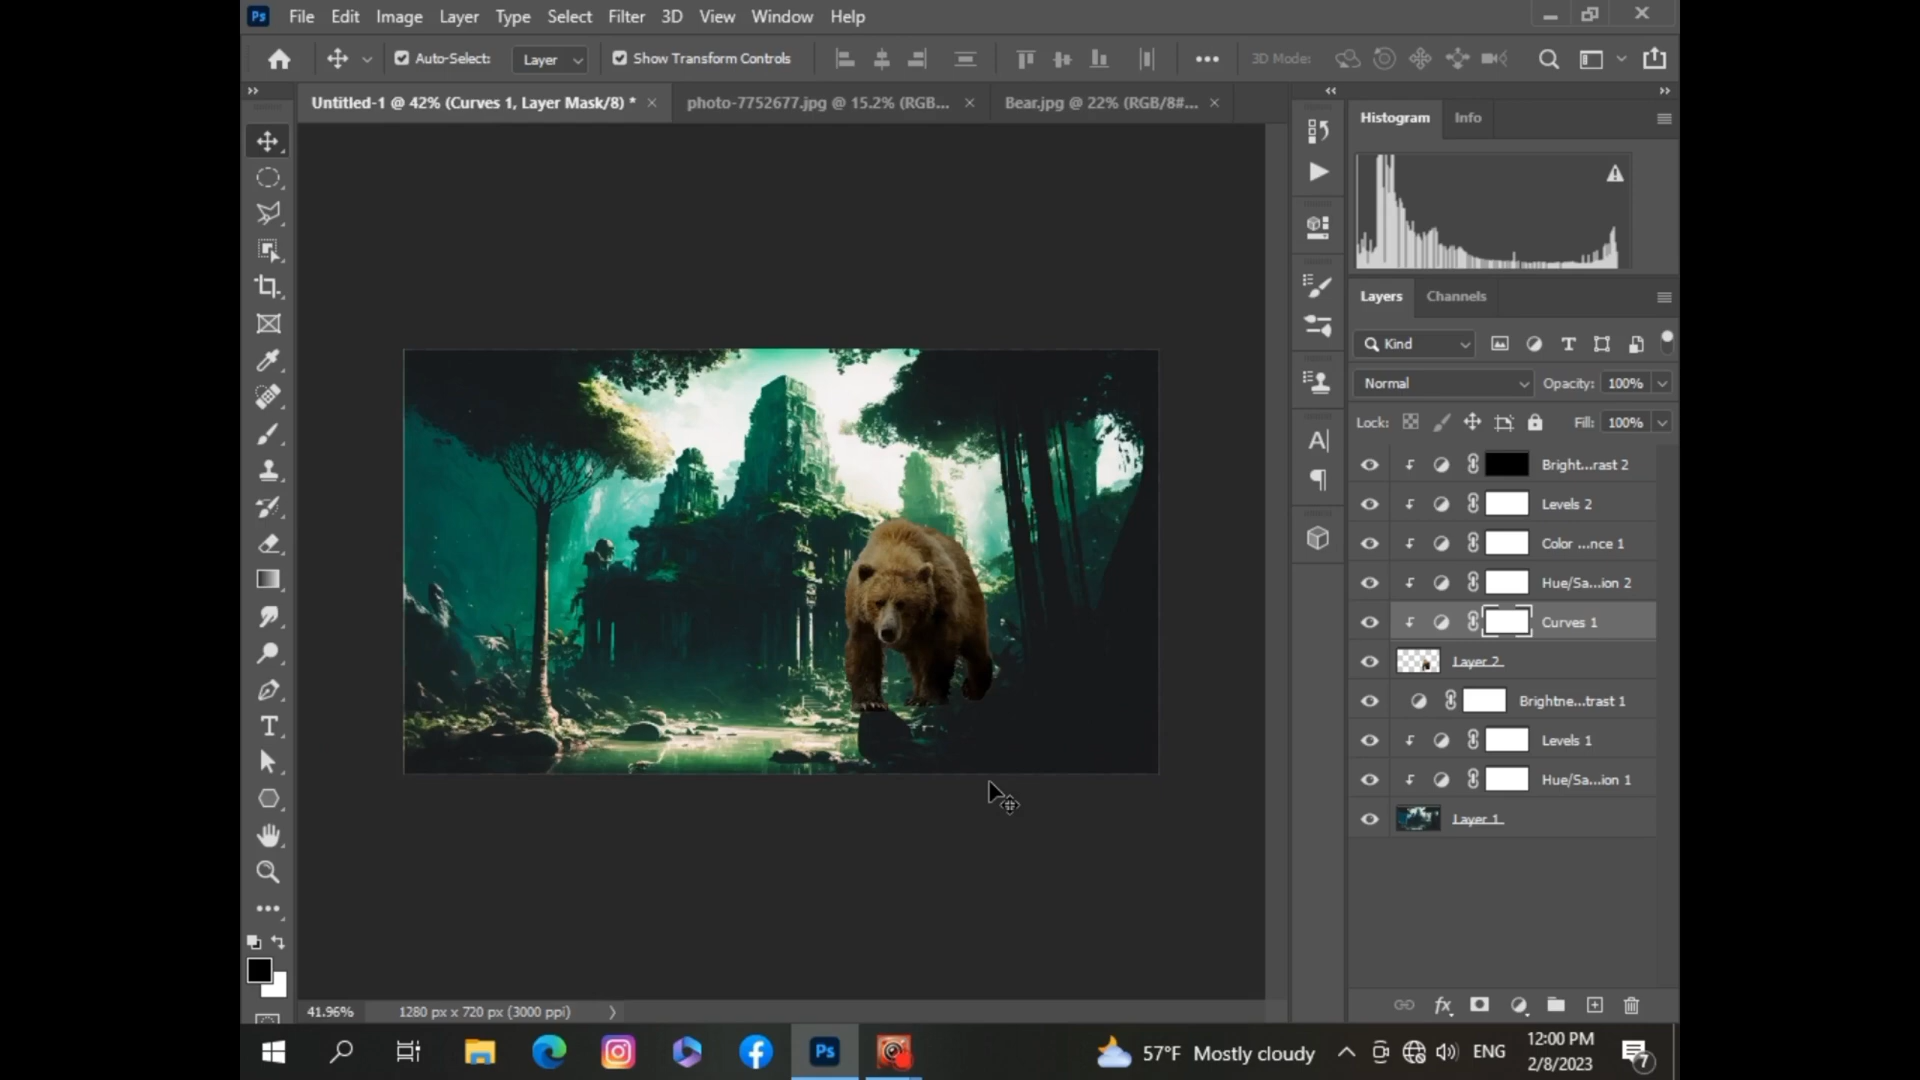 Ps File Edit Image Layer Type Select Filter 3D View Window Help
Auto-Select: Layer Show Transform Controls 3D Mode:
Untitled-1 @ 42% (Curves 1, Layer Mask/8) * photo-7752677.jpg @ 15.2% (RGB... Bear.jpg @ 22% (RGB/8#...
Histogram Info
Layers Channels
Kind
Normal Opacity: 100%
Lock: Fill: 100%
Bright...rast 2
Levels 2
Color ...nce 1
Hue/Sa...ion 2
Curves 1
Layer 2
Brightne...trast 1
Levels 1
Hue/Sa...ion 1
Layer 1
41.96% 1280 px x 720 px (3000 ppi)
Ps 57°F Mostly cloudy ENG 12:00 PM
2/8/2023 7